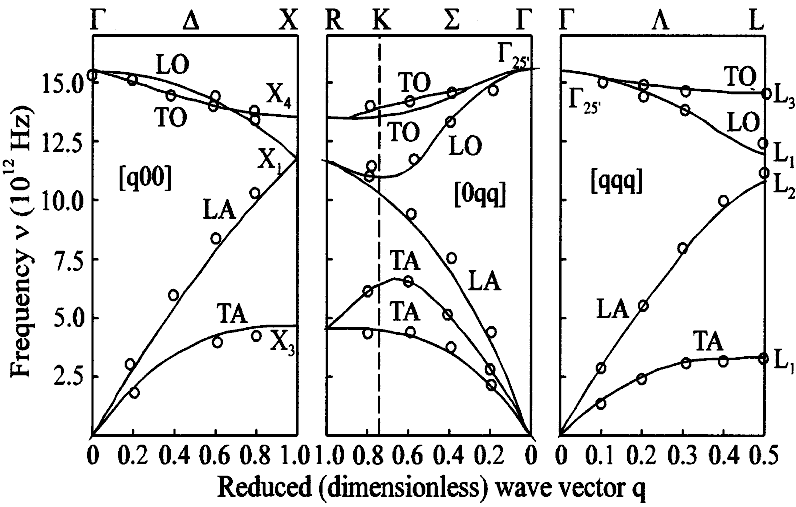 Γ Δ X R K Σ Γ Γ Λ L
Γ25'
15.0 LO X4 TO TO L3
TO TO Γ25' LO
12.5 X1 LO L1
[q00] [0qq] [qqq] L2
10.0 LA
7.5 TA LA
LA
5.0 TA TA TA
X3 L1
2.5
0 0.2 0.4 0.6 0.8 1.0 1.0 0.8 0.6 0.4 0.2 0 0 0.1 0.2 0.3 0.4 0.5
Reduced (dimensionless) wave vector q
Frequency ν (10^12 Hz)